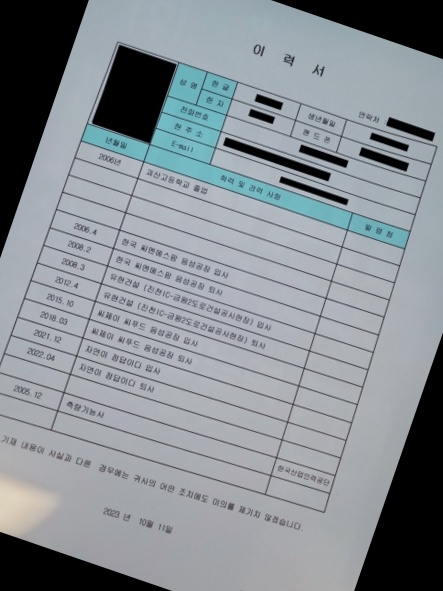 이 력 서
연락처
성 명 한 글 생년월일
한 자 핸 드 폰
전화번호
현 주 소
E-mail
년월일 학력 및 경력 사항 발 령 청
2006년 괴산고등학교 졸업
2006.4 한국 씨엔에스팜 음성공장 입사
2008.2 한국 씨엔에스팜 음성공장 퇴사
2008.3 유현건설 (진천IC-금왕2도로건설공사현장) 입사
2012.4 유현건설 (진천IC-금왕2도로건설공사현장) 퇴사
2015.10 씨제이 씨푸드 음성공장 입사
2018.03 씨제이 씨푸드 음성공장 퇴사
2021.12 자연이 정답이다 입사
2022.04 자연이 정답이다 퇴사
2005.12 측량기능사 한국산업인력공단
기재 내용이 사실과 다른 경우에는 귀사의 어떤 조치에도 이의를 제기치 않겠습니다.
2023 년 10월 11일